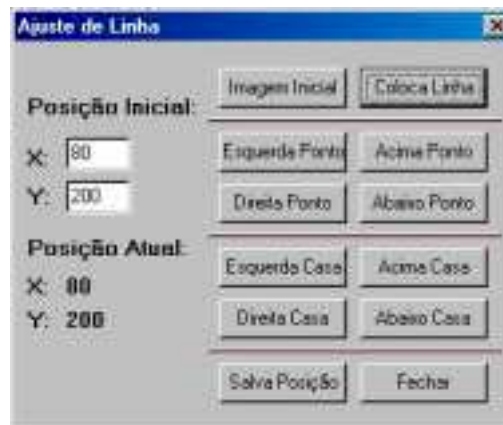 Ajuste de Linha
Imagem Inicial
Coloca Linha
Posição Inicial:
X: 80
Y: 200
Esquerda Ponto
Acima Ponto
Direita Ponto
Abaixo Ponto
Posição Atual:
X: 80
Y: 200
Esquerda Casa
Acima Casa
Direita Casa
Abaixo Casa
Salva Posição
Fechar